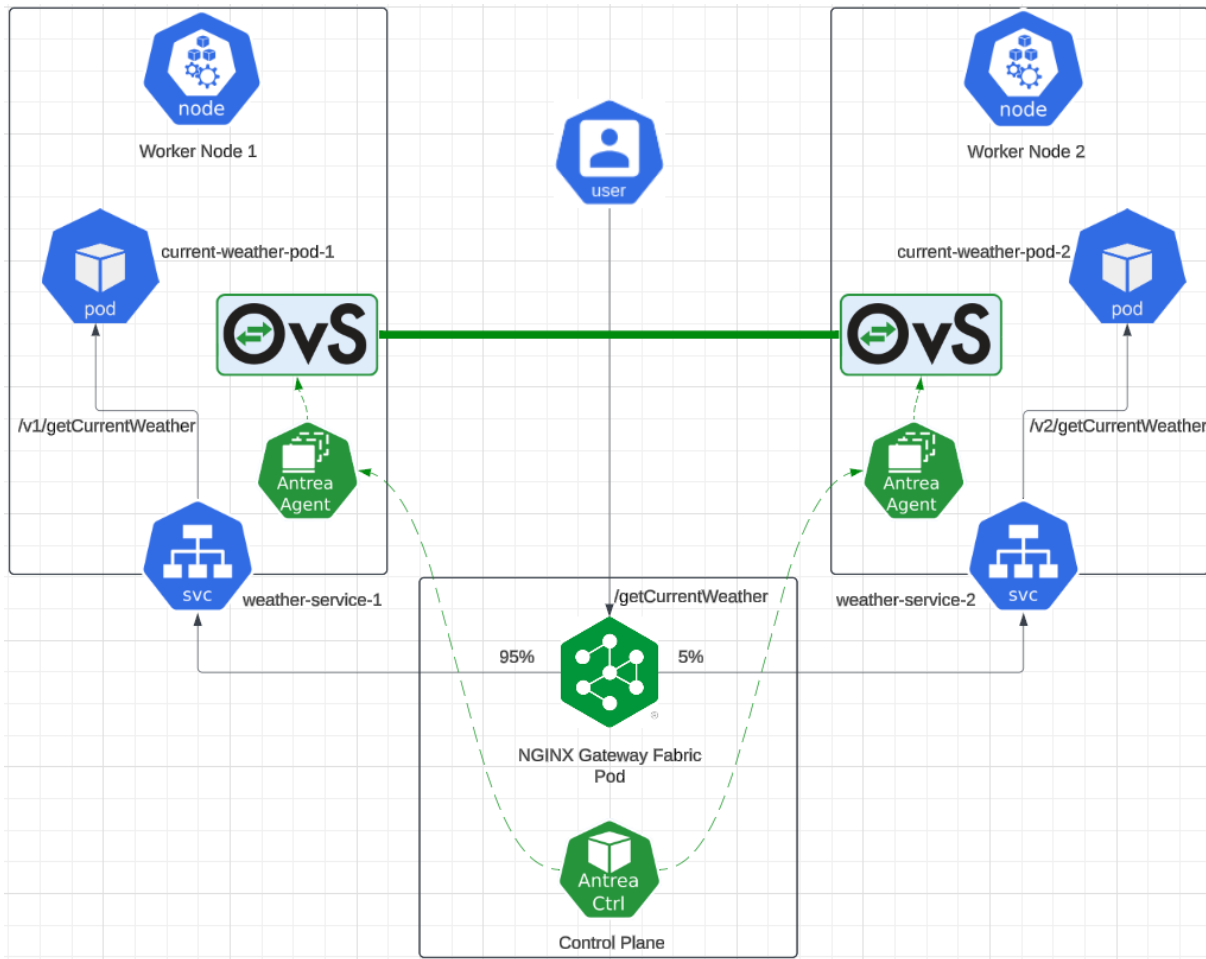 node
Worker Node 1
current-weather-pod-1
pod
OvS
/v1/getCurrentWeather
Antrea
Agent
svc
weather-service-1
user
node
Worker Node 2
current-weather-pod-2
pod
OvS
/v2/getCurrentWeather
Antrea
Agent
svc
weather-service-2
/getCurrentWeather
95%
5%
NGINX Gateway Fabric
Pod
Antrea
Ctrl
Control Plane